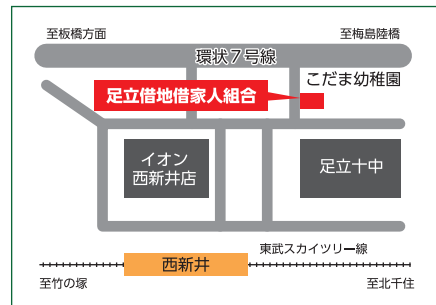 至板橋方面
至梅島陸橋
環状7号線
こだま幼稚園
足立借地借家人組合
イオン
西新井店
足立十中
東武スカイツリー線
西新井
至竹の塚
至北千住